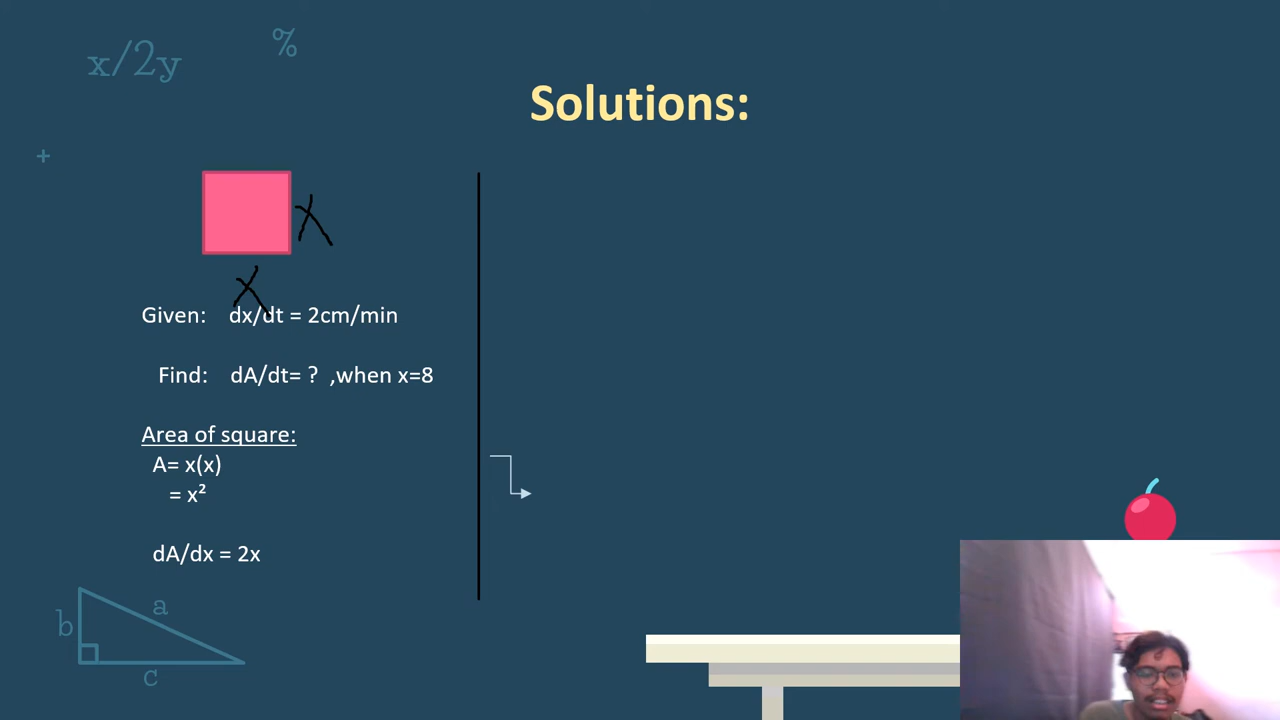 x/2y
%
Solutions:
+
X
X
Given: dx/dt = 2cm/min
Find: dA/dt= ? ,when x=8
Area of square:
A= x(x)
= x²
dA/dx = 2x
a
b
c